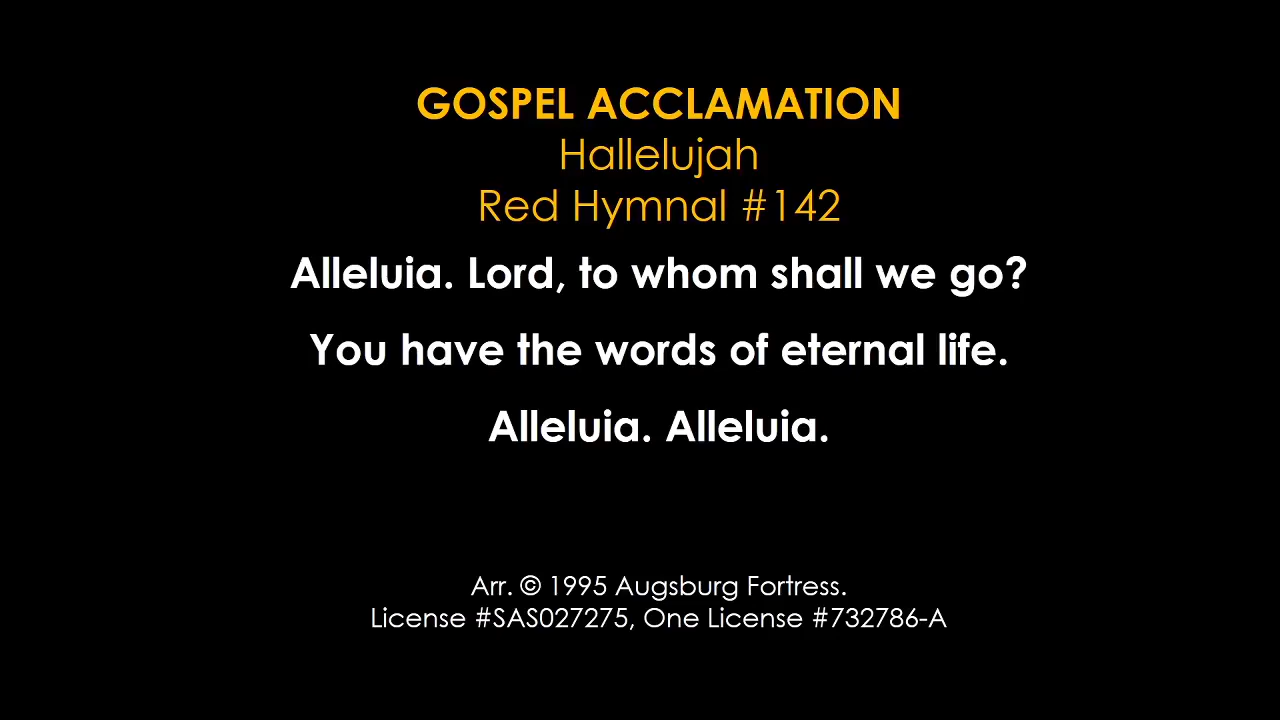 GOSPEL ACCLAMATION
Hallelujah
Red Hymnal #142
Alleluia. Lord, to whom shall we go?
You have the words of eternal life.
Alleluia. Alleluia.
Arr. © 1995 Augsburg Fortress.
License #SAS027275, One License #732786-A